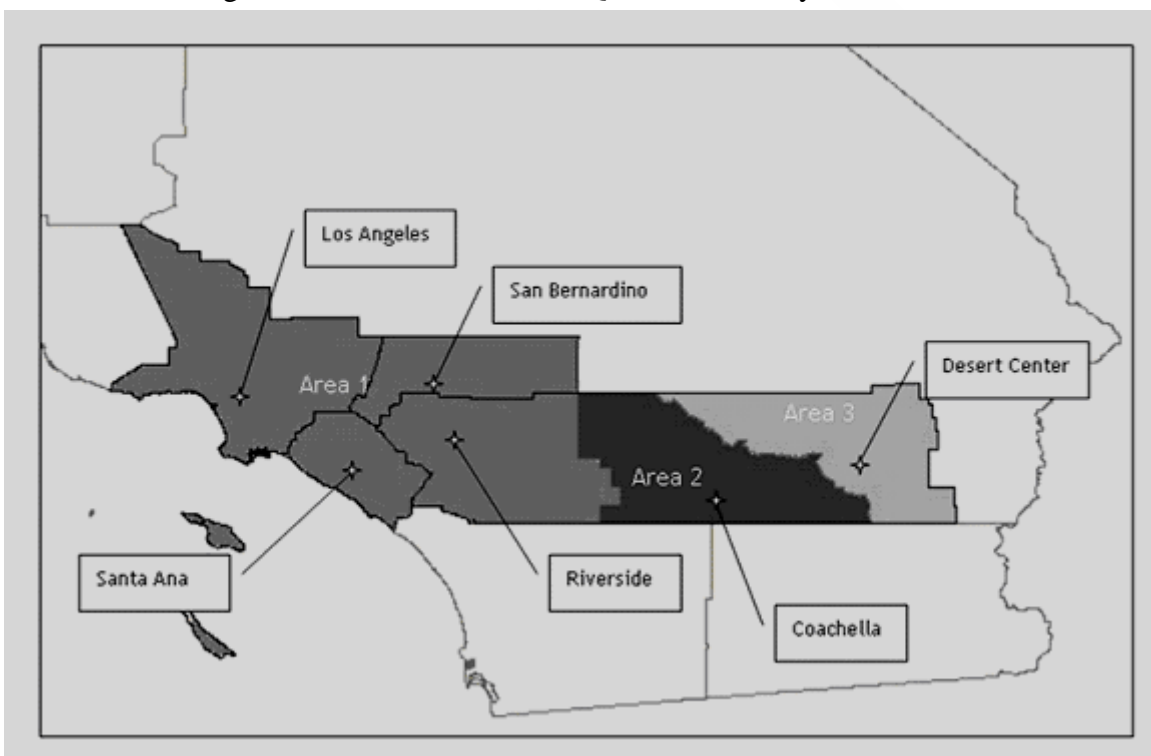 Los Angeles
San Bernardino
Desert Center
Area 1
Area 3
Area 2
Santa Ana
Riverside
Coachella